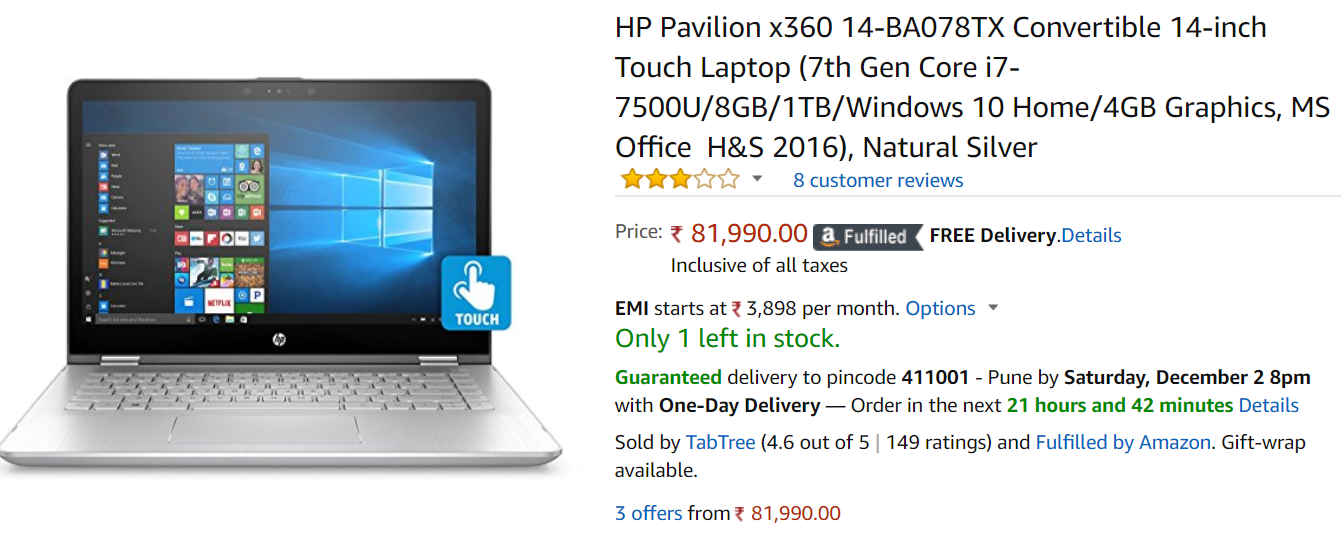 HP Pavilion x360 14-BA078TX Convertible 14-inch
Touch Laptop (7th Gen Core i7-
7500U/8GB/1TB/Windows 10 Home/4GB Graphics, MS
Office H&S 2016), Natural Silver
8 customer reviews
Price: ₹ 81,990.00 a Fulfilled FREE Delivery.Details
Inclusive of all taxes
EMI starts at ₹ 3,898 per month. Options
Only 1 left in stock.
Guaranteed delivery to pincode 411001 - Pune by Saturday, December 2 8pm
with One-Day Delivery — Order in the next 21 hours and 42 minutes Details
Sold by TabTree (4.6 out of 5 | 149 ratings) and Fulfilled by Amazon. Gift-wrap
available.
3 offers from ₹ 81,990.00
NETFLIX
TOUCH
hp